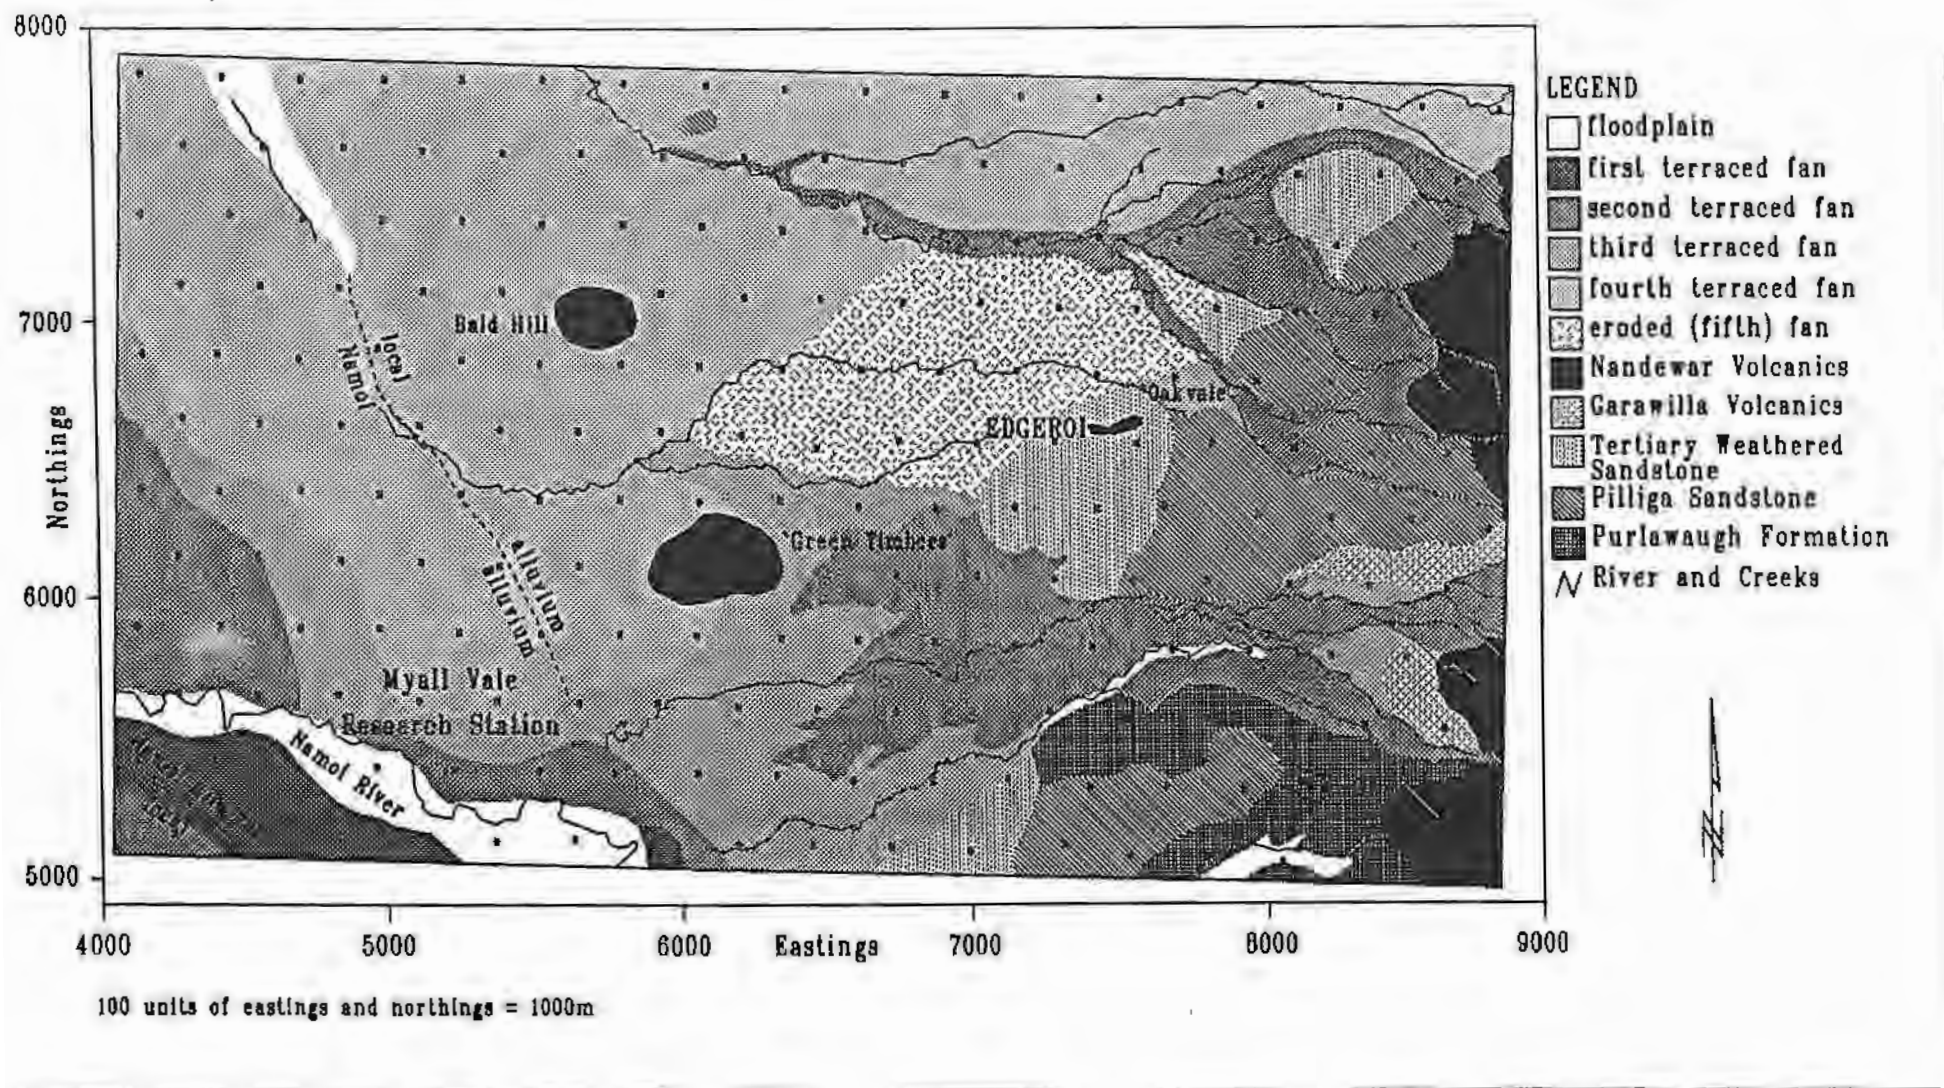 8000
7000
6000
5000
Northings
4000
5000
6000
Eastings
7000
8000
9000
100 units of eastings and northings = 1000m
Bald Hill
local
Namoi
alluvium
alluvium
Myall Vale
Research Station
Namoi River
'Green Timbers'
EDGEROI
'Oakvale'
LEGEND
floodplain
first terraced fan
second terraced fan
third terraced fan
fourth terraced fan
eroded (fifth) fan
Nandewar Volcanics
Garawilla Volcanics
Tertiary Weathered
Sandstone
Pilliga Sandstone
Purlawaugh Formation
River and Creeks
N